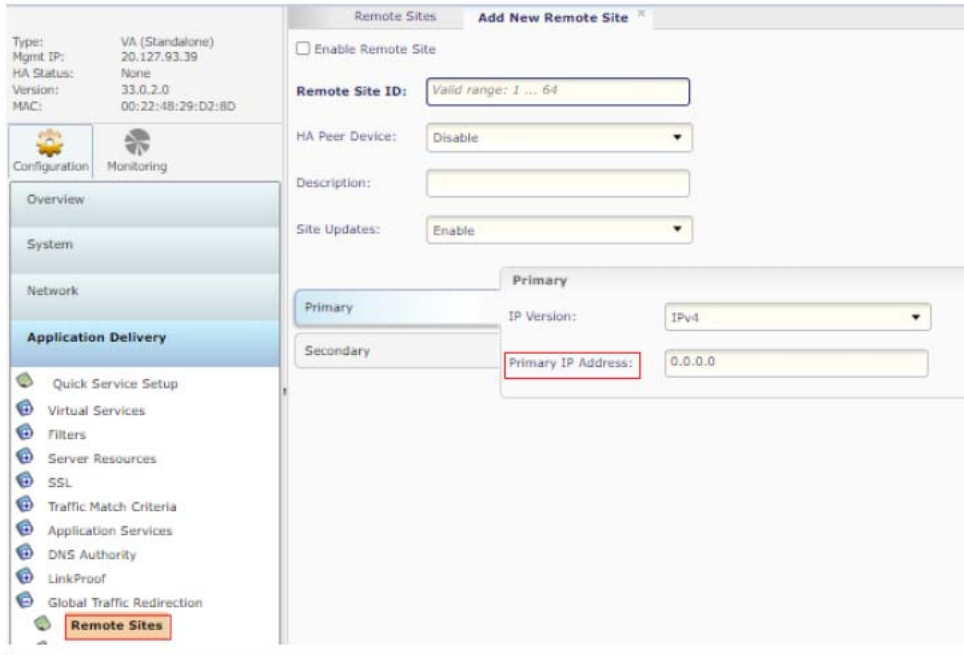 Remote Sites
Add New Remote Site ×
Type: VA (Standalone)
Mgmt IP: 20.127.93.39
HA Status: None
Version: 33.0.2.0
MAC: 00:22:48:29:D2:8D
Configuration
Monitoring
Overview
System
Network
Application Delivery
Quick Service Setup
Virtual Services
Filters
Server Resources
SSL
Traffic Match Criteria
Application Services
DNS Authority
LinkProof
Global Traffic Redirection
Remote Sites
Enable Remote Site
Remote Site ID: Valid range: 1 ... 64
HA Peer Device: Disable
Description:
Site Updates: Enable
Primary
Secondary
Primary
IP Version: IPv4
Primary IP Address: 0.0.0.0